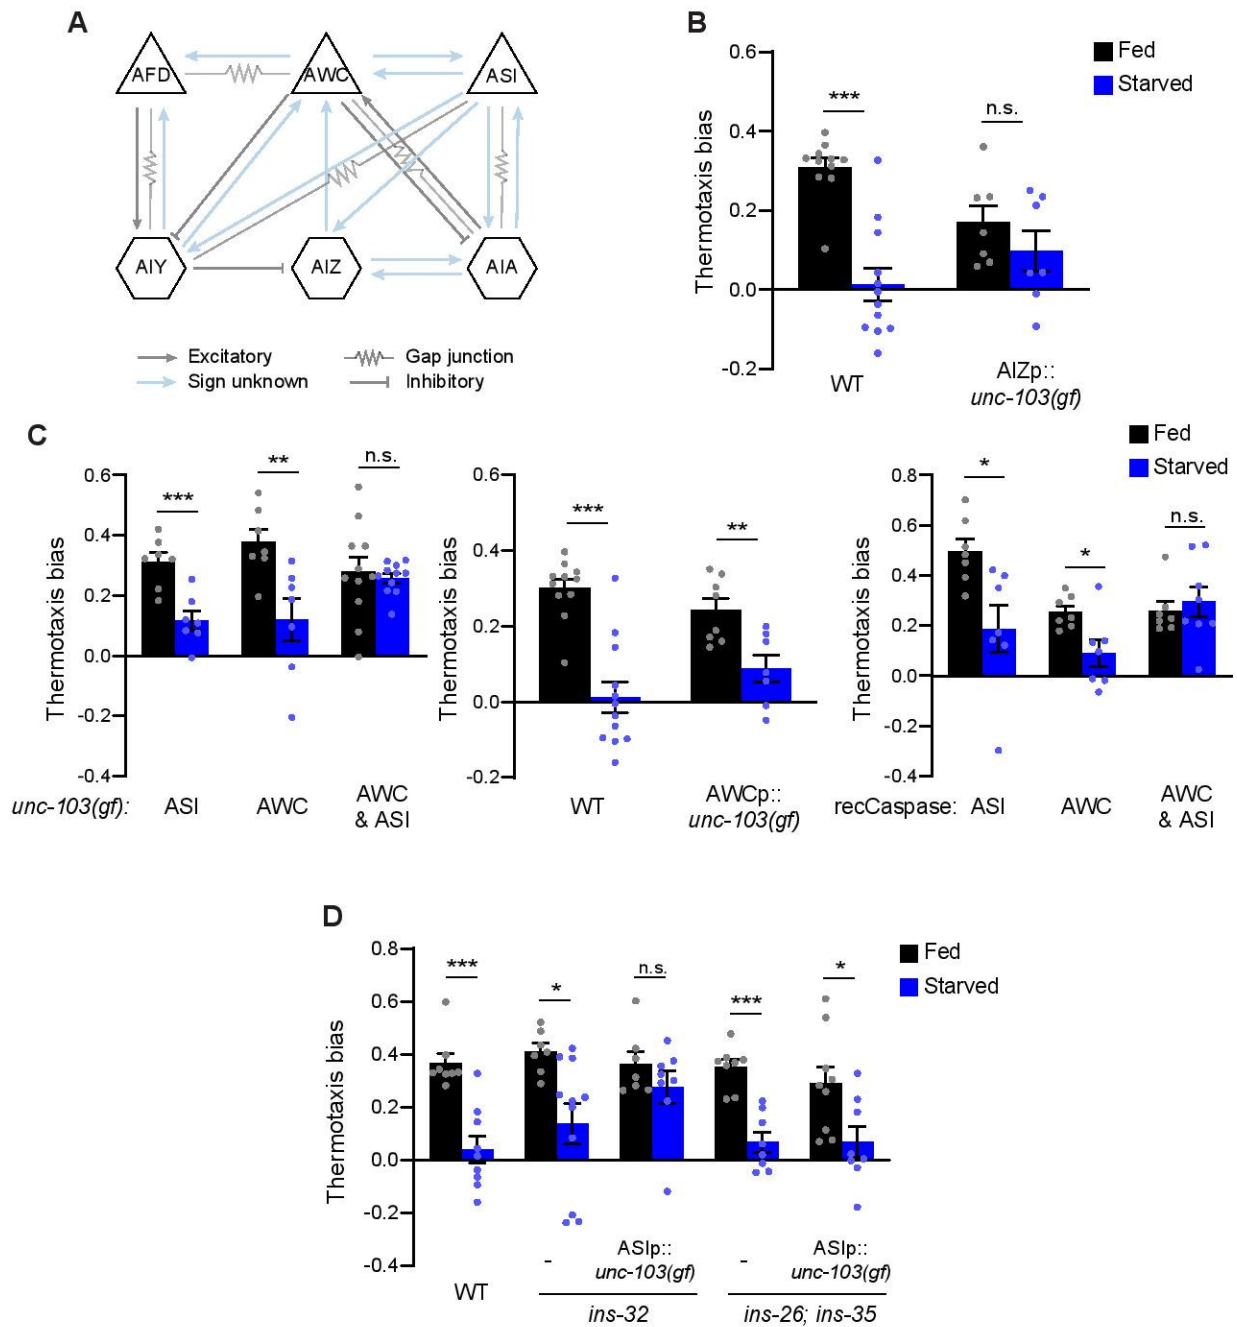 A
AFD
AWC
ASI
AIY
AIZ
AIA
Excitatory
Gap junction
Sign unknown
Inhibitory
B
Fed
Starved
Thermotaxis bias
0.6
0.4
0.2
0.0
-0.2
***
n.s.
WT
AIZp::
unc-103(gf)
C
Fed
Starved
Thermotaxis bias
0.6
0.4
0.2
0.0
-0.2
-0.4
***
**
n.s.
unc-103(gf):
ASI
AWC
AWC
& ASI
Thermotaxis bias
0.6
0.4
0.2
0.0
-0.2
***
**
WT
AWCp::
unc-103(gf)
Thermotaxis bias
0.8
0.6
0.4
0.2
0.0
-0.2
-0.4
*
*
n.s.
recCaspase:
ASI
AWC
AWC
& ASI
D
Fed
Starved
Thermotaxis bias
0.8
0.6
0.4
0.2
0.0
-0.2
-0.4
***
*
n.s.
***
*
WT
-
ASIp::
unc-103(gf)
-
ASIp::
unc-103(gf)
ins-32
ins-26; ins-35